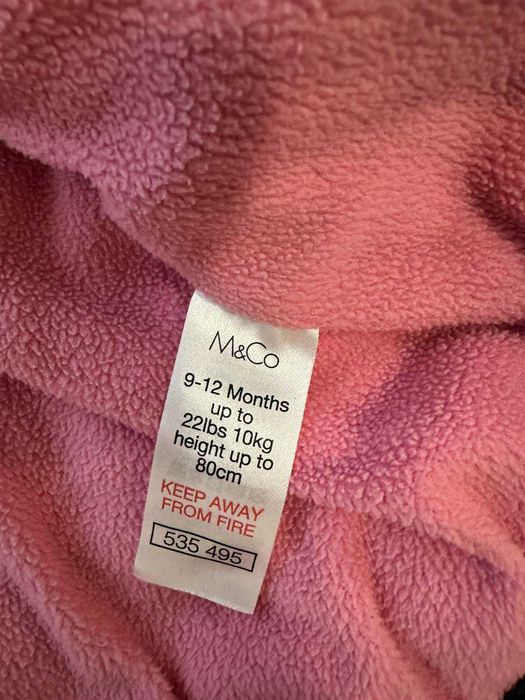 M&Co
9-12 Months
up to
22lbs 10kg
height up to
80cm
KEEP AWAY
FROM FIRE
535 495